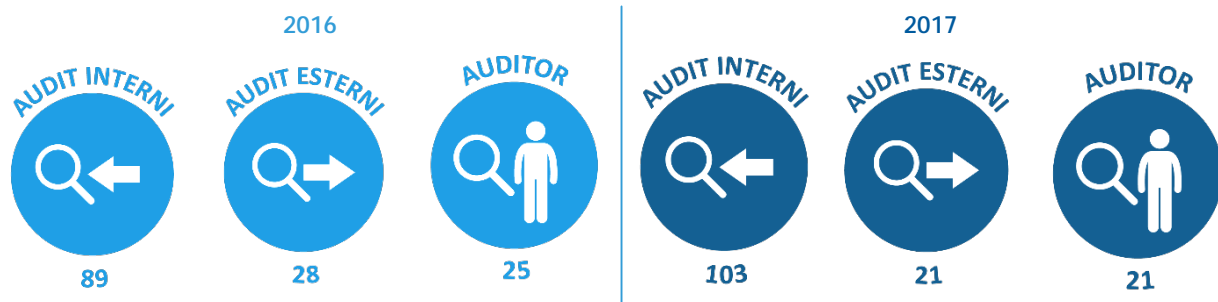 2016
AUDIT INTERNI
89
AUDIT ESTERNI
28
AUDITOR
25
2017
AUDIT INTERNI
103
AUDIT ESTERNI
21
AUDITOR
21